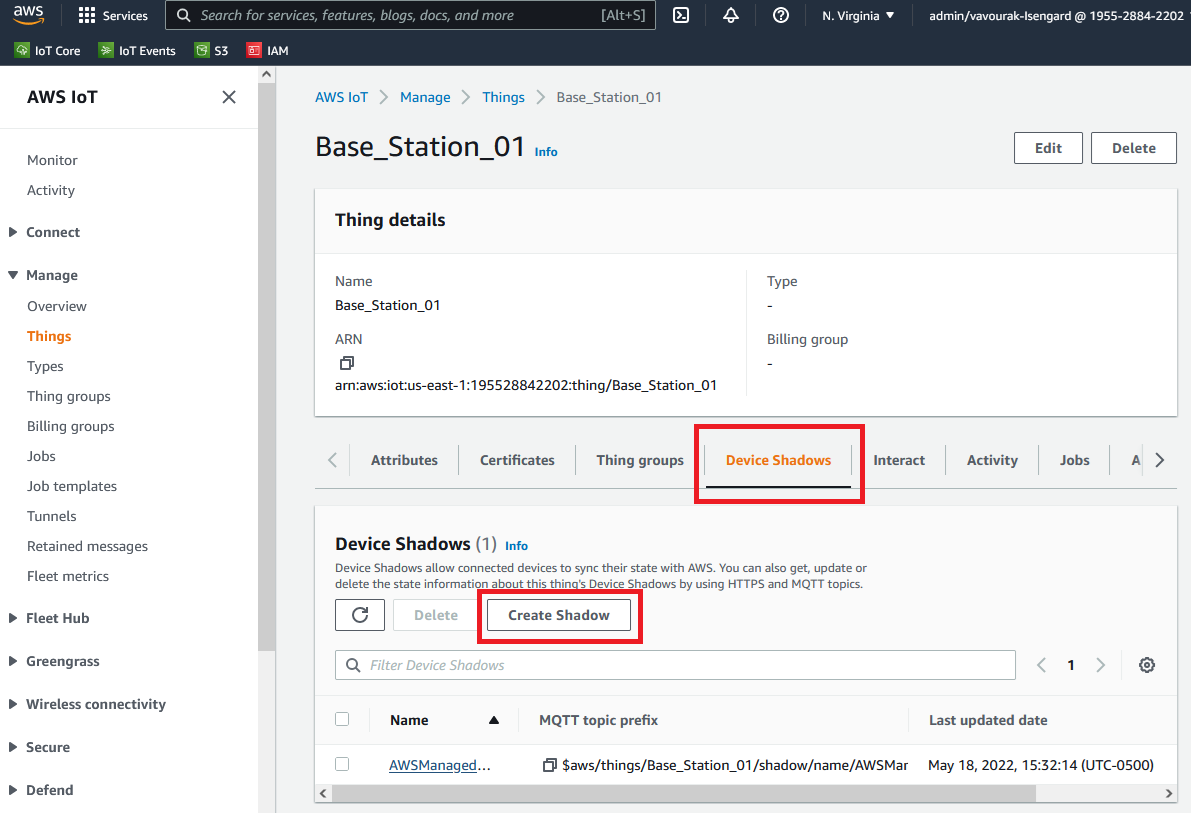 aws
Services
Search for services, features, blogs, docs, and more [Alt+S]
N. Virginia
admin/vavourak-Isengard @ 1955-2884-2202
IoT Core
IoT Events
S3
IAM
AWS IoT
Monitor
Activity
Connect
Manage
Overview
Things
Types
Thing groups
Billing groups
Jobs
Job templates
Tunnels
Retained messages
Fleet metrics
Fleet Hub
Greengrass
Wireless connectivity
Secure
Defend
AWS IoT
Manage
Things
Base_Station_01
Base_Station_01 Info
Edit
Delete
Thing details
Name
Base_Station_01
ARN
arn:aws:iot:us-east-1:195528842202:thing/Base_Station_01
Type
-
Billing group
-
Attributes
Certificates
Thing groups
Device Shadows
Interact
Activity
Jobs
A
Device Shadows (1) Info
Device Shadows allow connected devices to sync their state with AWS. You can also get, update or
delete the state information about this thing's Device Shadows by using HTTPS and MQTT topics.
Delete
Create Shadow
Filter Device Shadows
1
Name
MQTT topic prefix
Last updated date
AWSManaged...
$aws/things/Base_Station_01/shadow/name/AWSMar
May 18, 2022, 15:32:14 (UTC-0500)